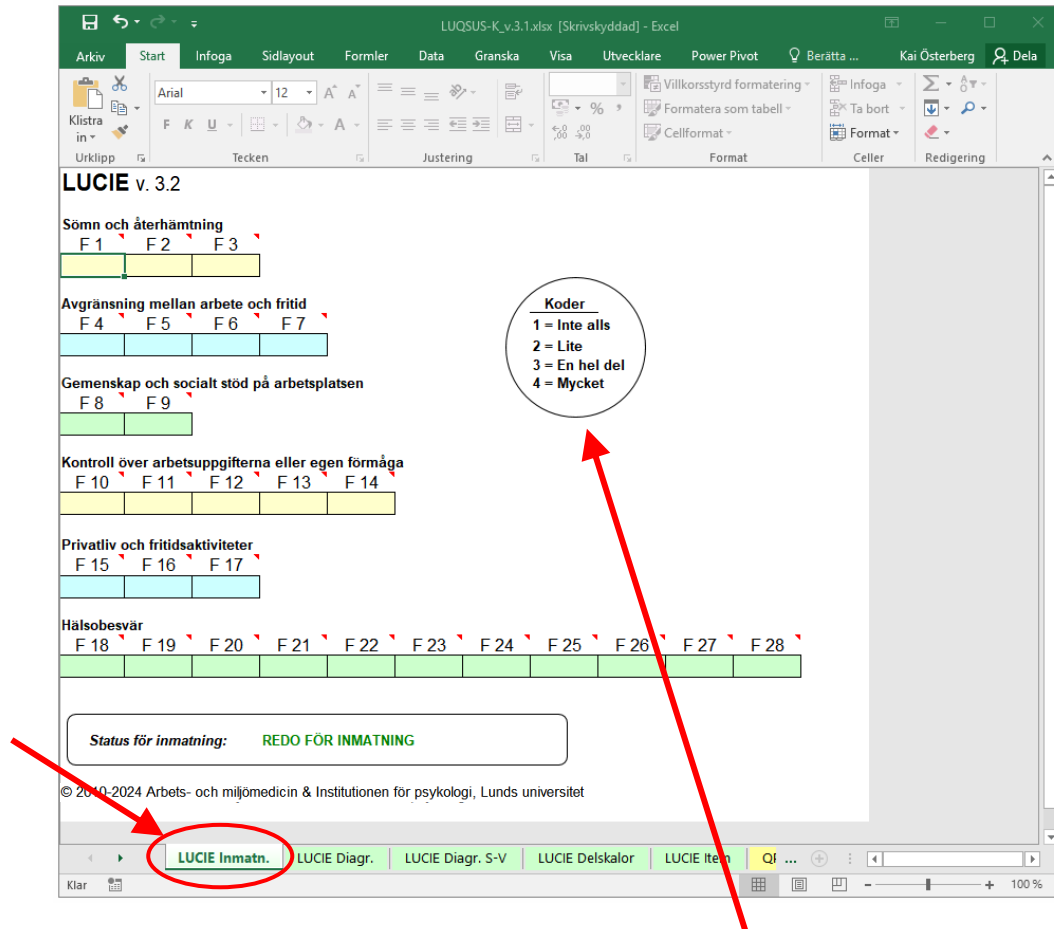 LUQSUS-K_v.3.1.xlsx [Skrivskyddad] - Excel
Arkiv Start Infoga Sidlayout Formler Data Granska Visa Utvecklare Power Pivot Berätta ... Kai Österberg Dela
Klistra in
Arial 12 A A
F K U A
% 
Villkorsstyrd formatering
Formatera som tabell
Cellformat
Infoga
Ta bort
Format
Urklipp Tecken Justering Tal Format Celler Redigering
LUCIE v. 3.2
Sömn och återhämtning
F 1 F 2 F 3
Avgränsning mellan arbete och fritid
F 4 F 5 F 6 F 7
Koder
1 = Inte alls
2 = Lite
3 = En hel del
4 = Mycket
Gemenskap och socialt stöd på arbetsplatsen
F 8 F 9
Kontroll över arbetsuppgifterna eller egen förmåga
F 10 F 11 F 12 F 13 F 14
Privatliv och fritidsaktiviteter
F 15 F 16 F 17
Hälsobesvär
F 18 F 19 F 20 F 21 F 22 F 23 F 24 F 25 F 26 F 27 F 28
Status för inmatning: REDO FÖR INMATNING
© 2010-2024 Arbets- och miljömedicin & Institutionen för psykologi, Lunds universitet
LUCIE Inmatn. LUCIE Diagr. LUCIE Diagr. S-V LUCIE Delskalor LUCIE Item ...
Klar 100 %